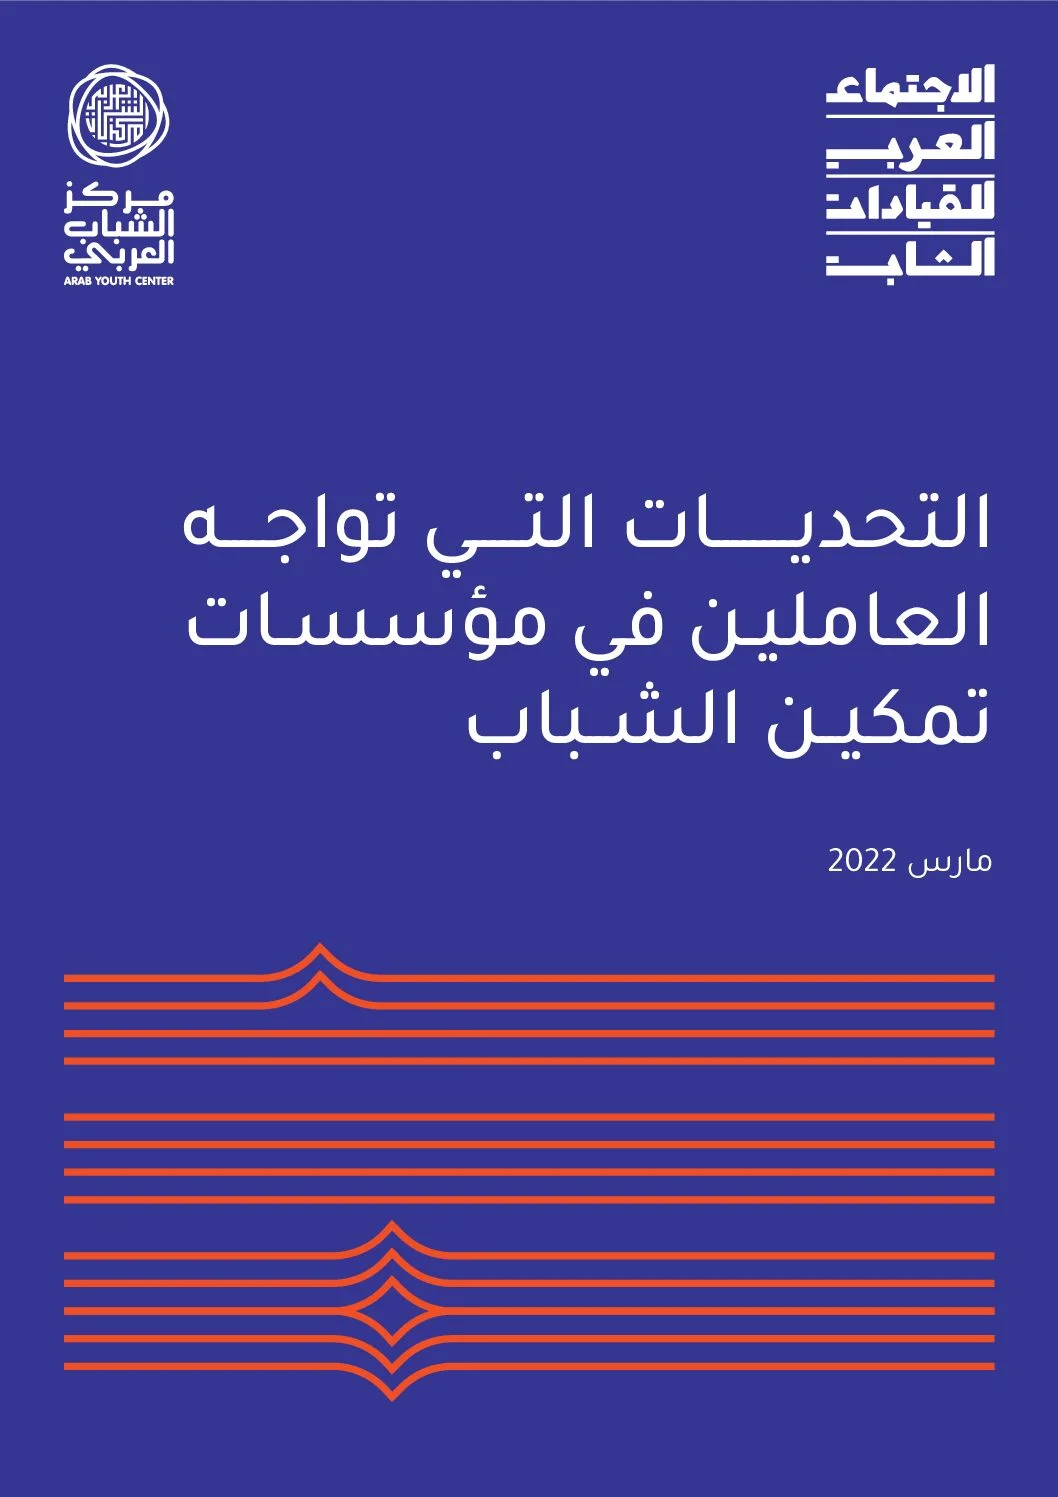 الاجتماع
العربي
للقيادات
الشابة
مركز
الشباب
العربي
ARAB YOUTH CENTER
التحديات التي تواجه
العاملين في مؤسسات
تمكين الشباب
مارس 2022